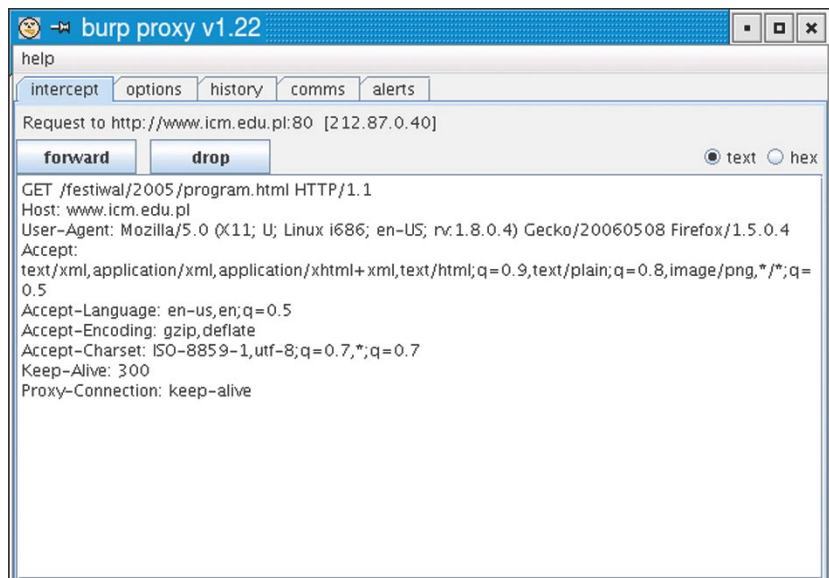 burp proxy v1.22
help
intercept options history comms alerts
Request to http://www.icm.edu.pl:80 [212.87.0.40]
forward drop text hex
GET /festiwal/2005/program.html HTTP/1.1
Host: www.icm.edu.pl
User-Agent: Mozilla/5.0 (X11; U; Linux i686; en-US; rv:1.8.0.4) Gecko/20060508 Firefox/1.5.0.4
Accept:
text/xml,application/xml,application/xhtml+xml,text/html;q=0.9,text/plain;q=0.8,image/png,*/*;q=
0.5
Accept-Language: en-us,en;q=0.5
Accept-Encoding: gzip,deflate
Accept-Charset: ISO-8859-1,utf-8;q=0.7,*;q=0.7
Keep-Alive: 300
Proxy-Connection: keep-alive